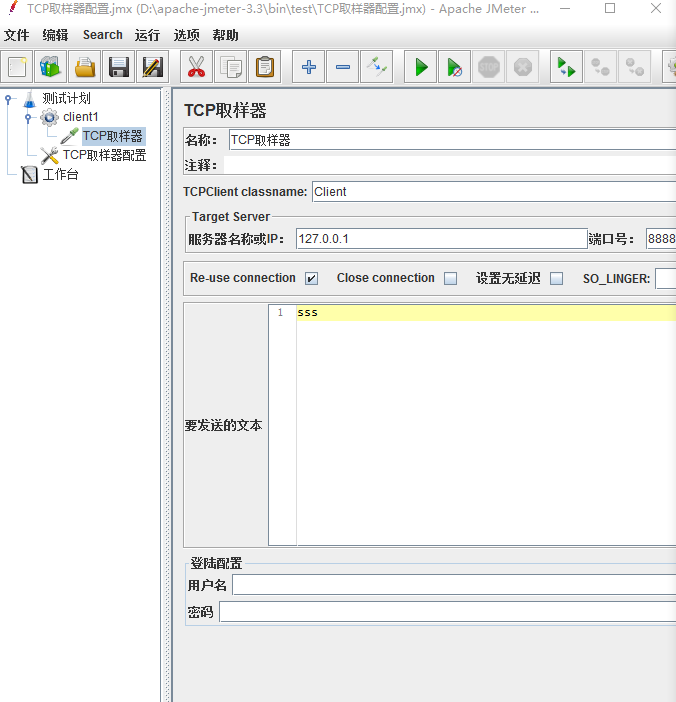 TCP取样器配置.jmx (D:\apache-jmeter-3.3\bin\test\TCP取样器配置.jmx) - Apache JMeter ...
文件 编辑 Search 运行 选项 帮助
STOP
测试计划
client1
TCP取样器
TCP取样器配置
工作台
TCP取样器
名称： TCP取样器
注释：
TCPClient classname: Client
Target Server
服务器名称或IP： 127.0.0.1 端口号： 8888
Re-use connection Close connection 设置无延迟 SO_LINGER:
1 sss
要发送的文本
登陆配置
用户名
密码